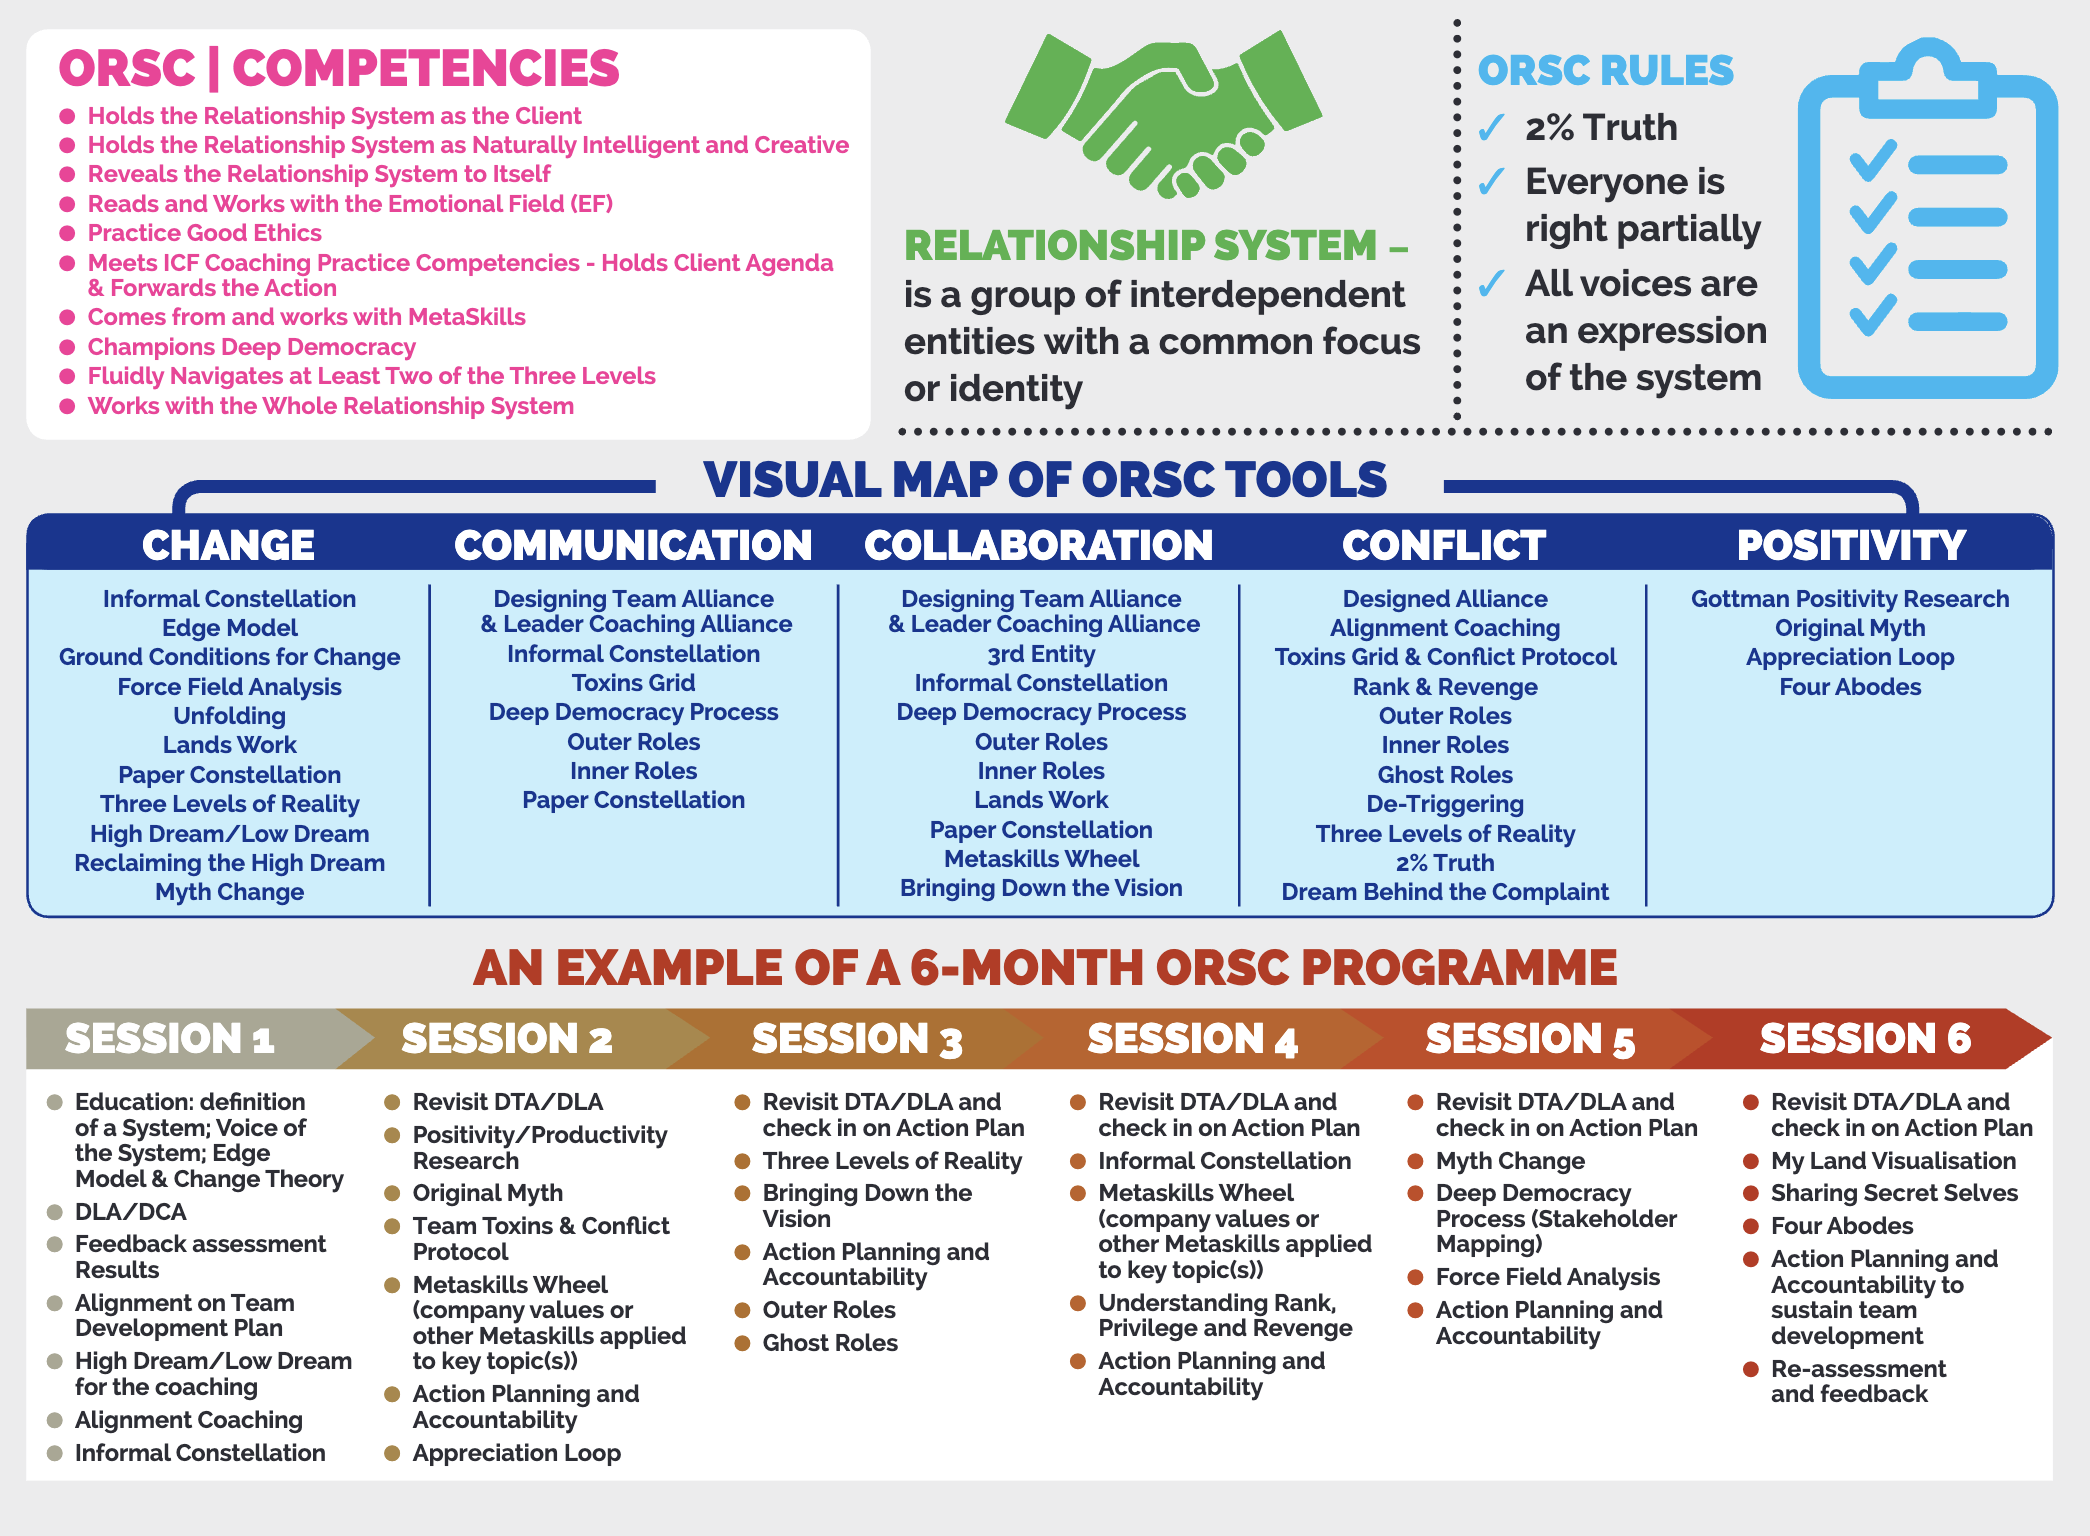 ORSC | COMPETENCIES
● Holds the Relationship System as the Client
● Holds the Relationship System as Naturally Intelligent and Creative
● Reveals the Relationship System to Itself
● Reads and Works with the Emotional Field (EF)
● Practice Good Ethics
● Meets ICF Coaching Practice Competencies - Holds Client Agenda
& Forwards the Action
● Comes from and works with MetaSkills
● Champions Deep Democracy
● Fluidly Navigates at Least Two of the Three Levels
● Works with the Whole Relationship System
RELATIONSHIP SYSTEM –
is a group of interdependent
entities with a common focus
or identity
ORSC RULES
✓ 2% Truth
✓ Everyone is
right partially
✓ All voices are
an expression
of the system
VISUAL MAP OF ORSC TOOLS
CHANGE
Informal Constellation
Edge Model
Ground Conditions for Change
Force Field Analysis
Unfolding
Lands Work
Paper Constellation
Three Levels of Reality
High Dream/Low Dream
Reclaiming the High Dream
Myth Change
COMMUNICATION
Designing Team Alliance
& Leader Coaching Alliance
Informal Constellation
Toxins Grid
Deep Democracy Process
Outer Roles
Inner Roles
Paper Constellation
COLLABORATION
Designing Team Alliance
& Leader Coaching Alliance
3rd Entity
Informal Constellation
Deep Democracy Process
Outer Roles
Inner Roles
Lands Work
Paper Constellation
Metaskills Wheel
Bringing Down the Vision
CONFLICT
Designed Alliance
Alignment Coaching
Toxins Grid & Conflict Protocol
Rank & Revenge
Outer Roles
Inner Roles
Ghost Roles
De-Triggering
Three Levels of Reality
2% Truth
Dream Behind the Complaint
POSITIVITY
Gottman Positivity Research
Original Myth
Appreciation Loop
Four Abodes
AN EXAMPLE OF A 6-MONTH ORSC PROGRAMME
SESSION 1
● Education: definition
of a System; Voice of
the System; Edge
Model & Change Theory
● DLA/DCA
● Feedback assessment
Results
● Alignment on Team
Development Plan
● High Dream/Low Dream
for the coaching
● Alignment Coaching
● Informal Constellation
SESSION 2
● Revisit DTA/DLA
● Positivity/Productivity
Research
● Original Myth
● Team Toxins & Conflict
Protocol
● Metaskills Wheel
(company values or
other Metaskills applied
to key topic(s))
● Action Planning and
Accountability
● Appreciation Loop
SESSION 3
● Revisit DTA/DLA and
check in on Action Plan
● Three Levels of Reality
● Bringing Down the
Vision
● Action Planning and
Accountability
● Outer Roles
● Ghost Roles
SESSION 4
● Revisit DTA/DLA and
check in on Action Plan
● Informal Constellation
● Metaskills Wheel
(company values or
other Metaskills applied
to key topic(s))
● Understanding Rank,
Privilege and Revenge
● Action Planning and
Accountability
SESSION 5
● Revisit DTA/DLA and
check in on Action Plan
● Myth Change
● Deep Democracy
Process (Stakeholder
Mapping)
● Force Field Analysis
● Action Planning and
Accountability
SESSION 6
● Revisit DTA/DLA and
check in on Action Plan
● My Land Visualisation
● Sharing Secret Selves
● Four Abodes
● Action Planning and
Accountability to
sustain team
development
● Re-assessment
and feedback